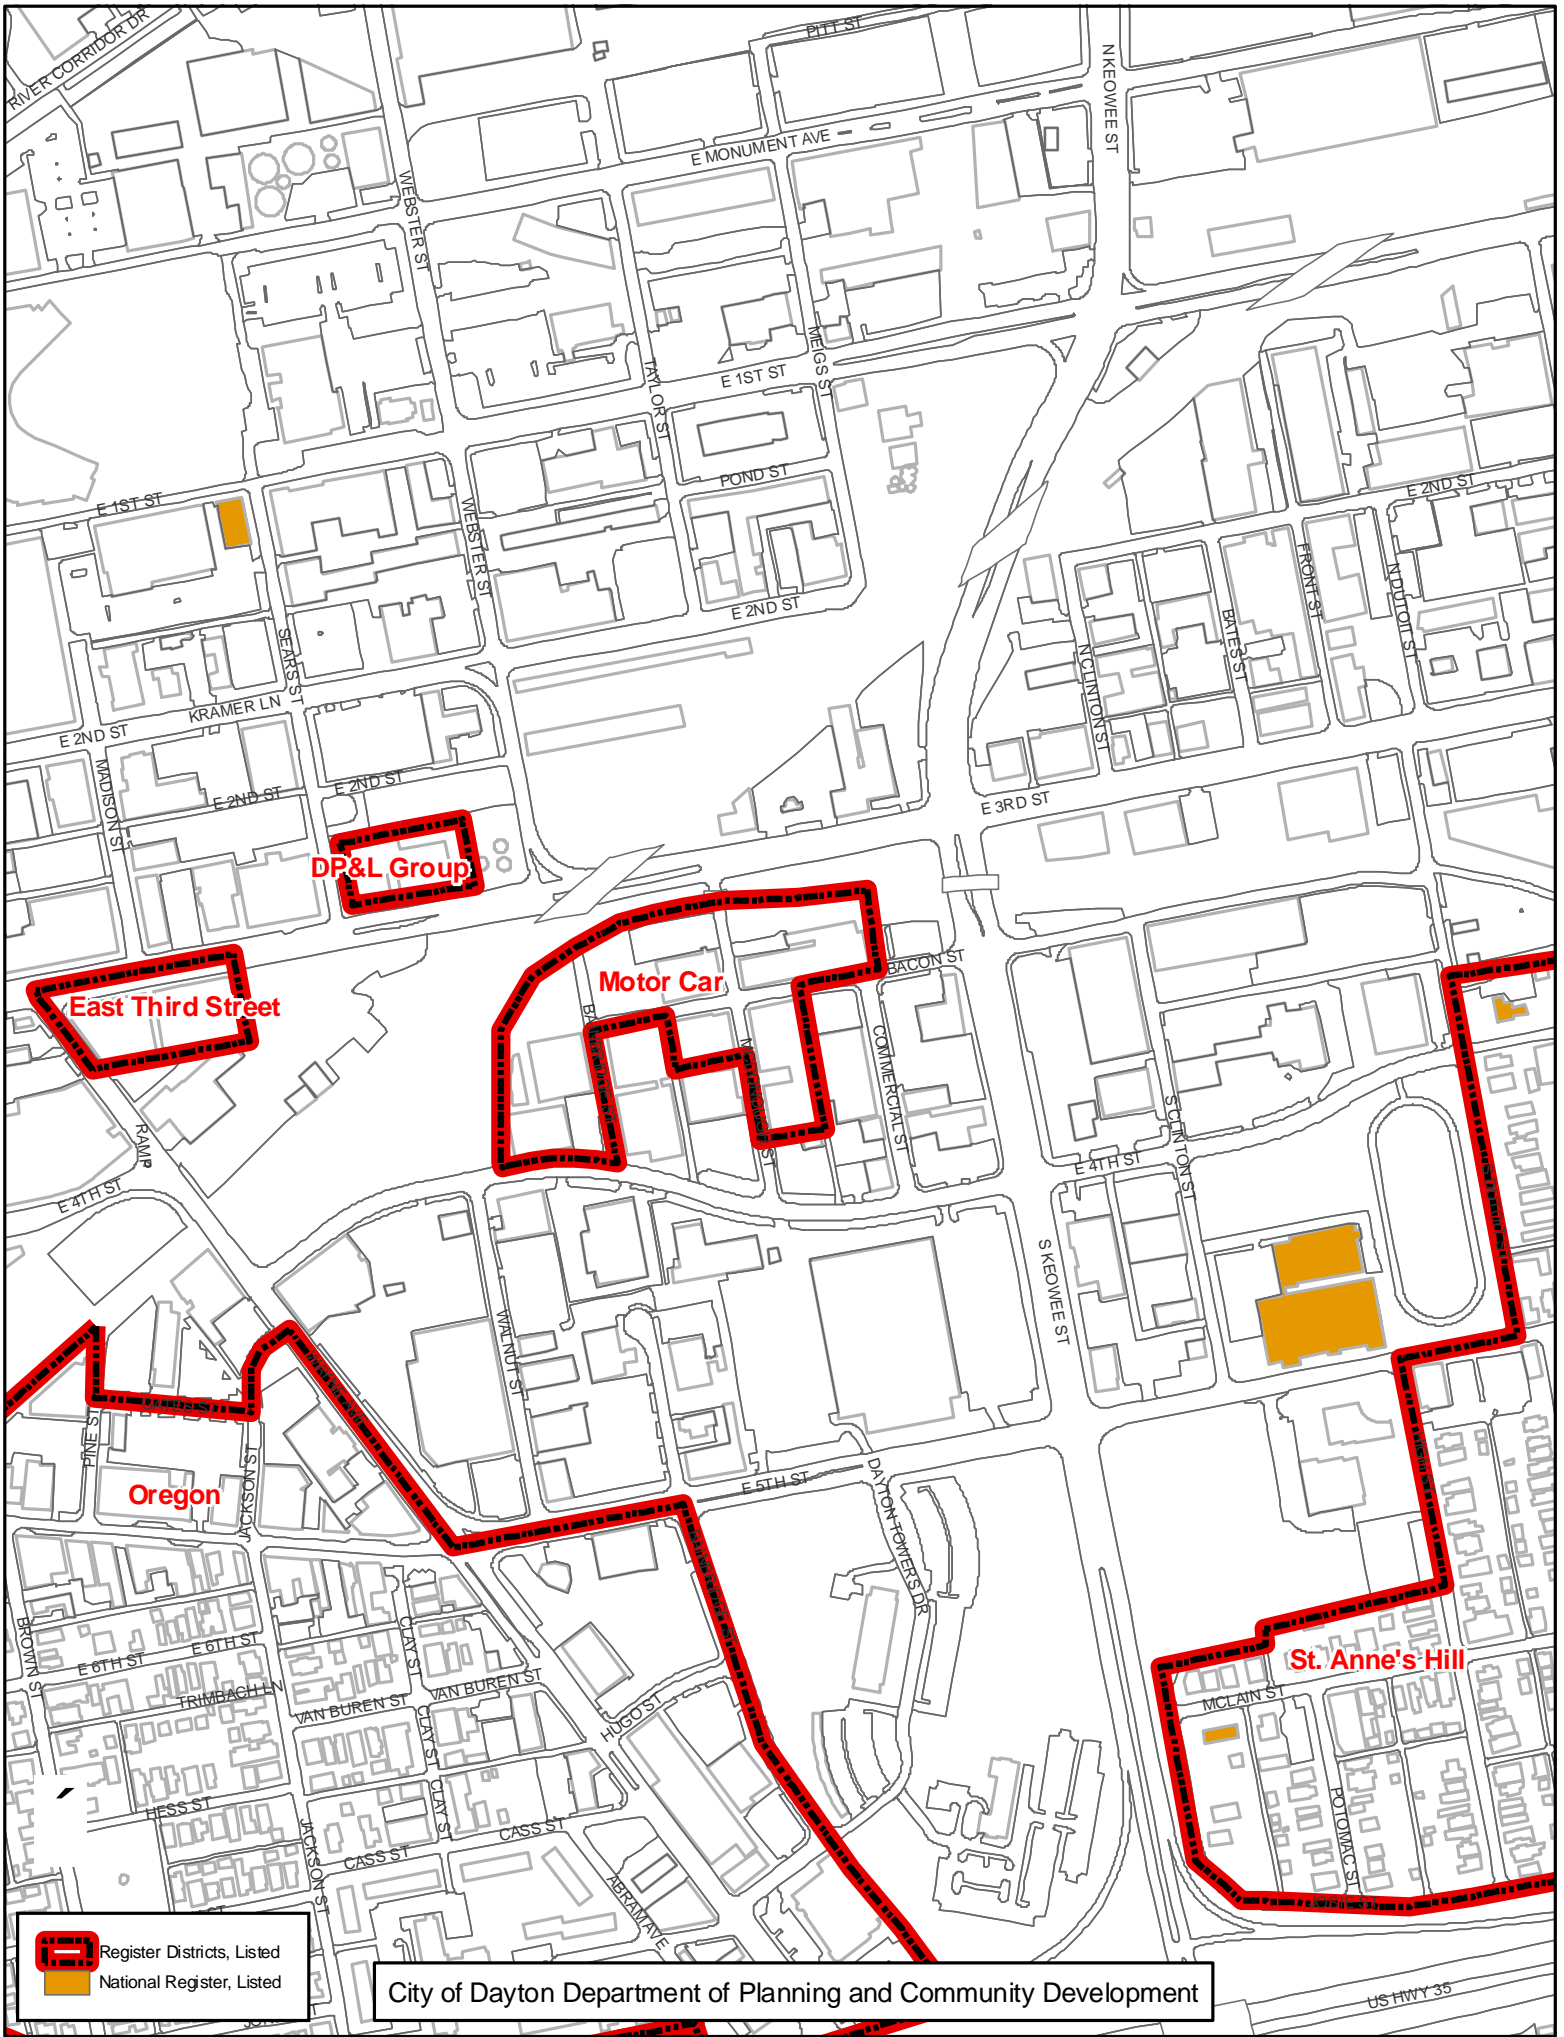 RIVER CORRIDOR DR
PITT ST
N KEOWEE ST
E MONUMENT AVE
WEBSTER ST
MEIGS ST
TAYLOR ST
E 1ST ST
POND ST
E 1ST ST
E 2ND ST
WEBSTER ST
FRONT ST
N DUTOIT ST
E 2ND ST
BATES ST
SEARS ST
N CLINTON ST
KRAMER LN
E 2ND ST
MADISON ST
E 2ND ST
E 2ND ST
E 3RD ST
DP&L Group
BACON ST
Motor Car
East Third Street
COMMERCIAL ST
S CLINTON ST
RAMP
E 4TH ST
E 4TH ST
S KEOWEE ST
WALNUT ST
PINE ST
JACKSON ST
Oregon
E 5TH ST
DAYTON TOWERS DR
BROWN ST
E 6TH ST
E 6TH ST
CLAY ST
St. Anne's Hill
TRIMBACH LN
VAN BUREN ST
VAN BUREN ST
MCLAIN ST
HUGO ST
CLAY ST
HESS ST
CLAY ST
POTOMAC ST
JACKSON ST
CASS ST
CASS ST
ABRAM AVE
Register Districts, Listed
National Register, Listed
City of Dayton Department of Planning and Community Development
US HWY 35